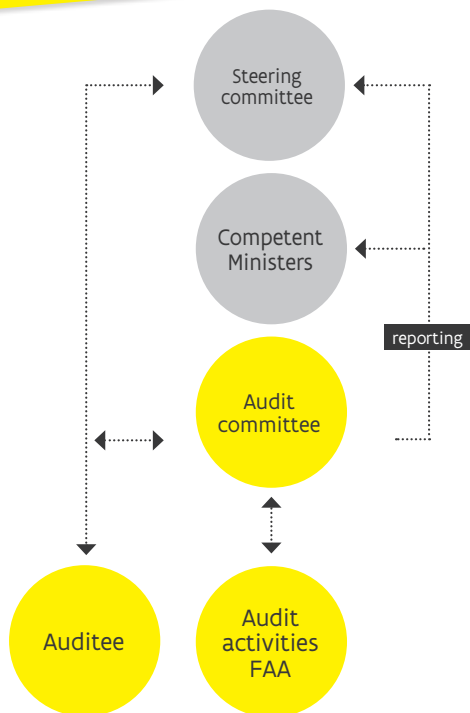 Steering
committee
Competent
Ministers
reporting
Audit
committee
Auditee
Audit
activities
FAA